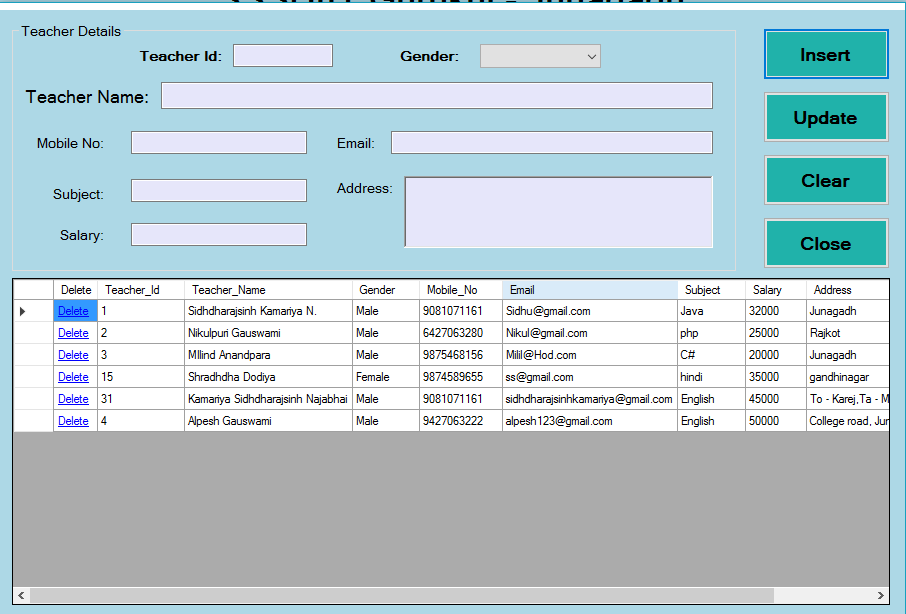 Teacher Details
Teacher Id: Gender: Insert
Teacher Name:
Update
Mobile No: Email:
Subject: Address: Clear
Salary:
Close
Delete Teacher_Id Teacher_Name Gender Mobile_No Email Subject Salary Address
Delete 1 Sidhdharajsinh Kamariya N. Male 9081071161 Sidhu@gmail.com Java 32000 Junagadh
Delete 2 Nikulpuri Gauswami Male 6427063280 Nikul@gmail.com php 25000 Rajkot
Delete 3 MIlind Anandpara Male 9875468156 Milil@Hod.com C# 20000 Junagadh
Delete 15 Shradhdha Dodiya Female 9874589655 ss@gmail.com hindi 35000 gandhinagar
Delete 31 Kamariya Sidhdharajsinh Najabhai Male 9081071161 sidhdharajsinhkamariya@gmail.com English 45000 To - Karej,Ta - M
Delete 4 Alpesh Gauswami Male 9427063222 alpesh123@gmail.com English 50000 College road, Jun